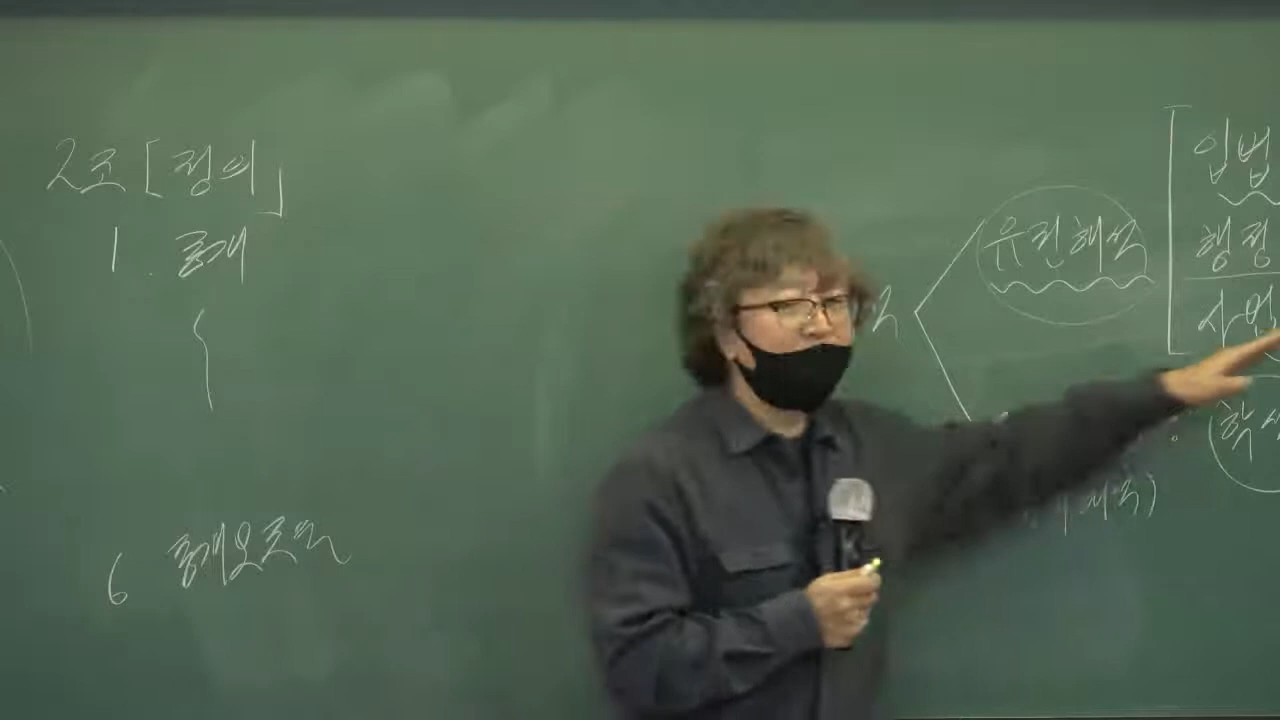 2조 [정의]
1. 중개
6 중개보조원
유권해석
입법
행정
사법
학설